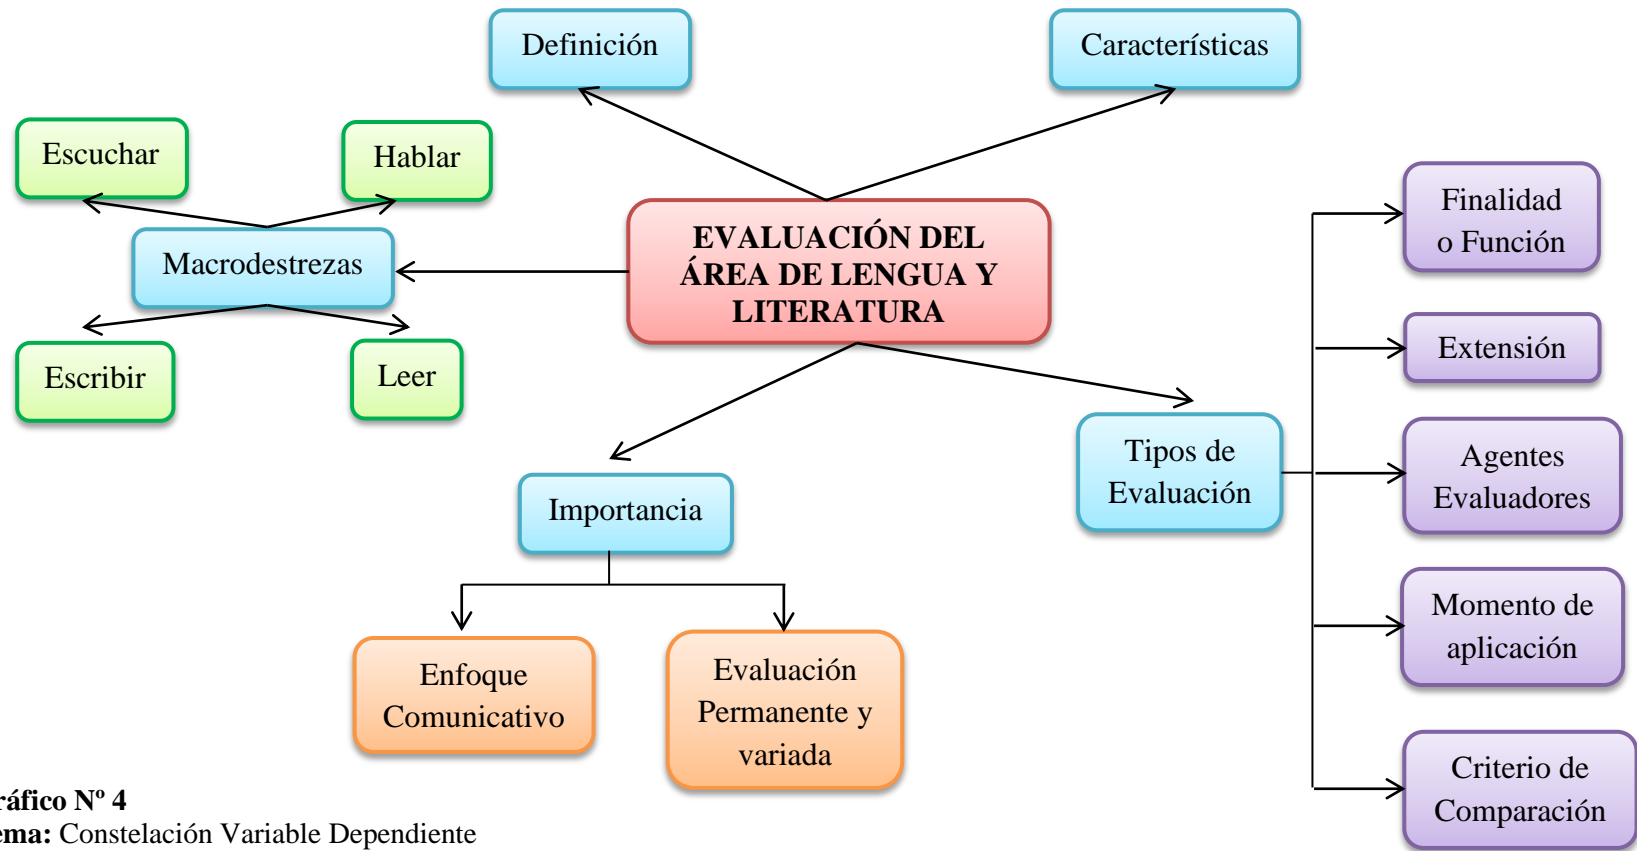 Definición
Características
Escuchar
Hablar
Macrodestrezas
Escribir
Leer
EVALUACIÓN DEL
ÁREA DE LENGUA Y
LITERATURA
Finalidad
o Función
Extensión
Agentes
Evaluadores
Momento de
aplicación
Criterio de
Comparación
Tipos de
Evaluación
Importancia
Enfoque
Comunicativo
Evaluación
Permanente y
variada
ráfico Nº 4
ema: Constelación Variable Dependiente